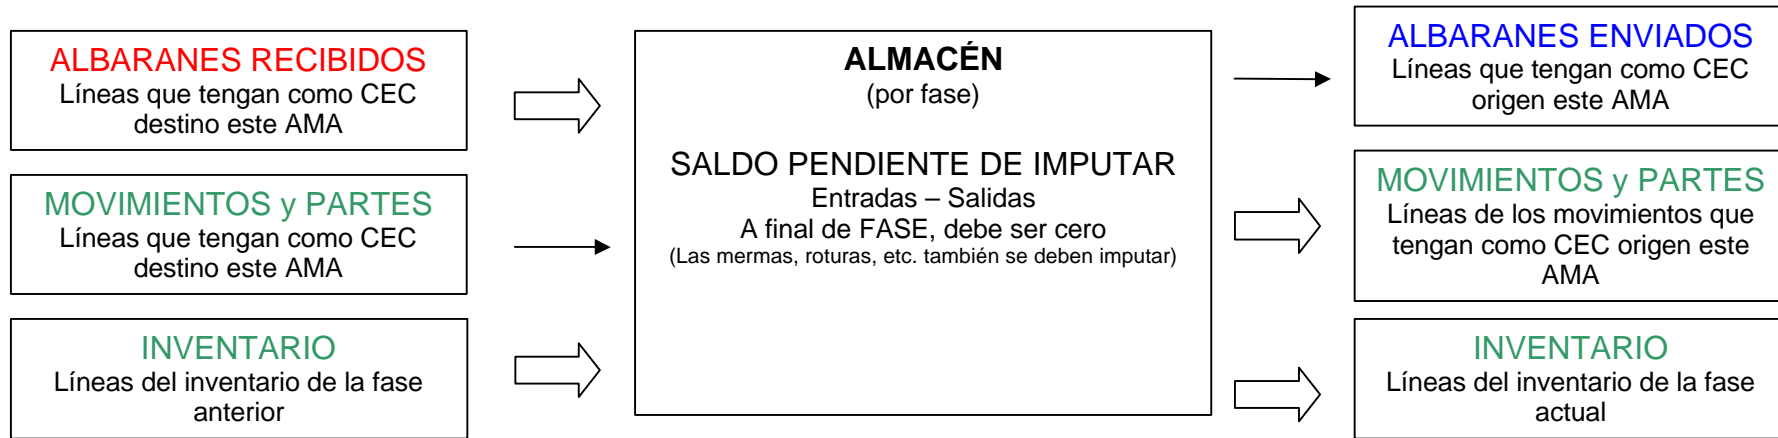 ALBARANES RECIBIDOS
Líneas que tengan como CEC
destino este AMA
MOVIMIENTOS y PARTES
Líneas que tengan como CEC
destino este AMA
INVENTARIO
Líneas del inventario de la fase
anterior
ALMACÉN
(por fase)
SALDO PENDIENTE DE IMPUTAR
Entradas – Salidas
A final de FASE, debe ser cero
(Las mermas, roturas, etc. también se deben imputar)
ALBARANES ENVIADOS
Líneas que tengan como CEC
origen este AMA
MOVIMIENTOS y PARTES
Líneas de los movimientos que
tengan como CEC origen este
AMA
INVENTARIO
Líneas del inventario de la fase
actual